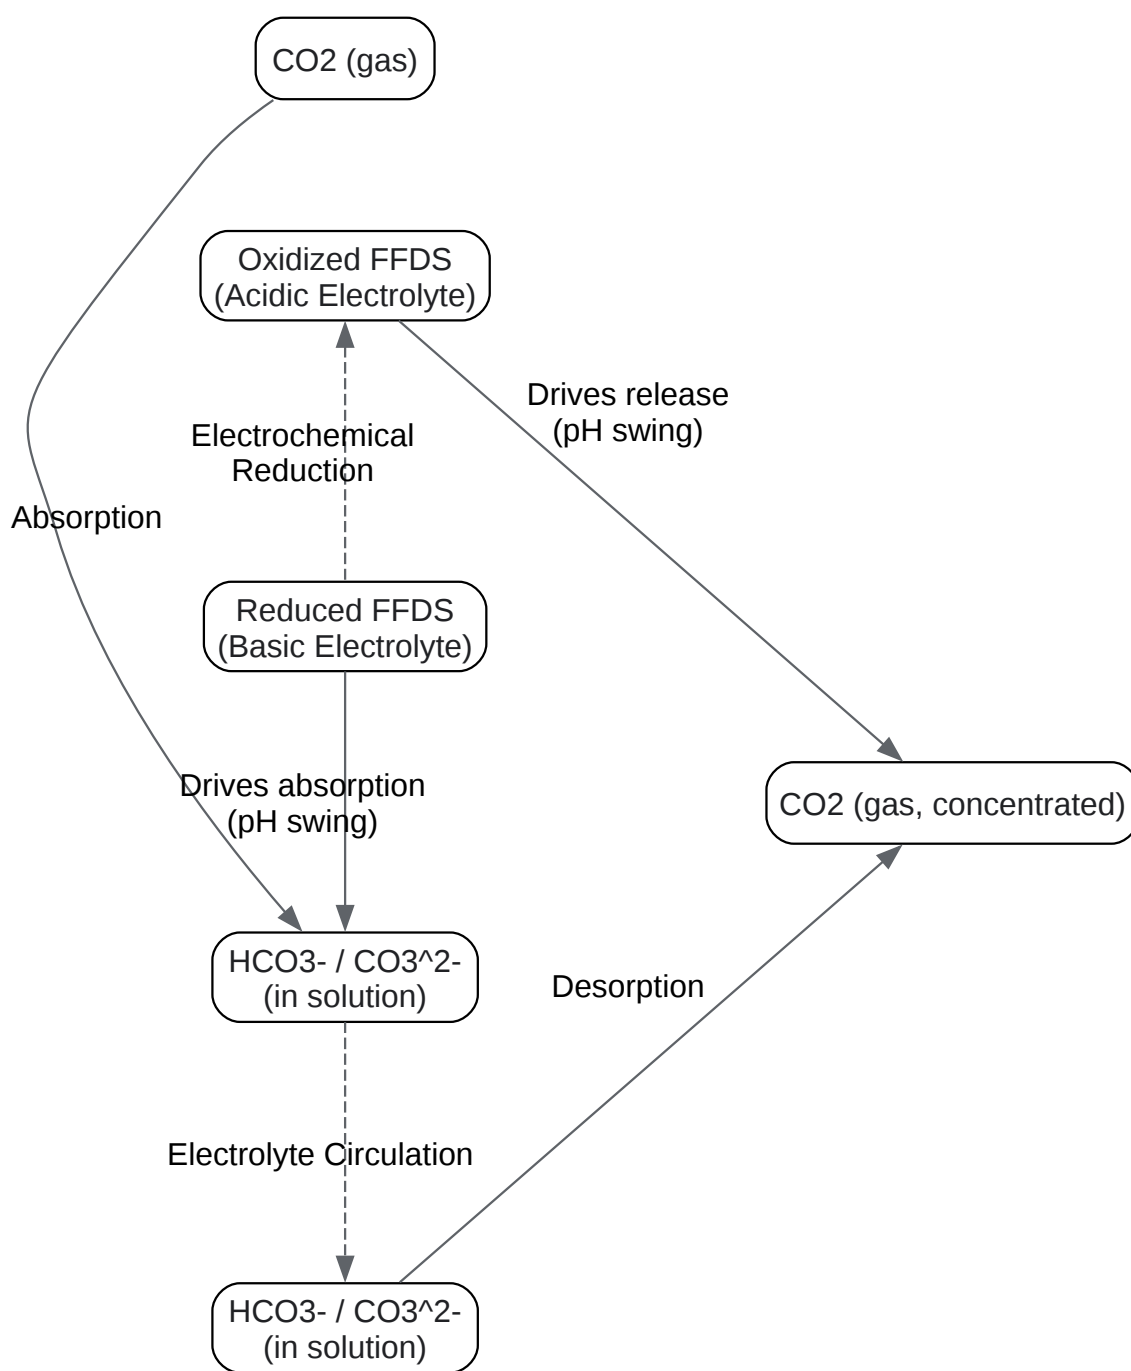 CO2 (gas)
Oxidized FFDS
(Acidic Electrolyte)
Drives release
(pH swing)
Electrochemical
Reduction
Absorption
Reduced FFDS
(Basic Electrolyte)
Drives absorption
(pH swing)
CO2 (gas, concentrated)
HCO3- / CO3^2-
(in solution)
Desorption
Electrolyte Circulation
HCO3- / CO3^2-
(in solution)